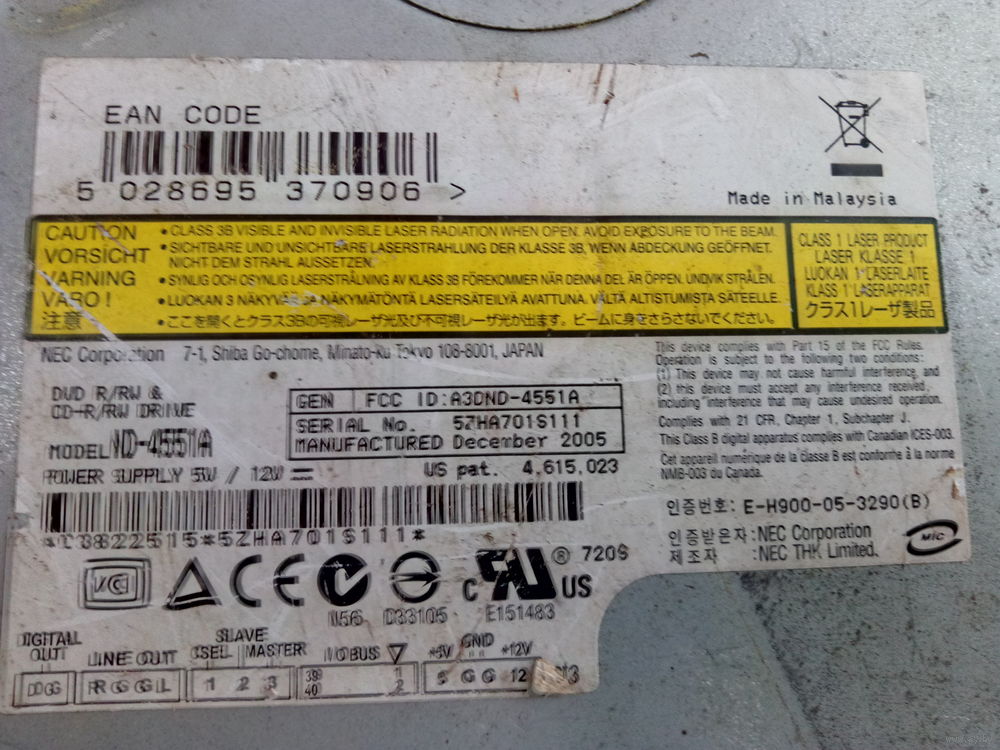 EAN CODE
5 028695 370906 >
Made in Malaysia
CAUTION
VORSICHT
VARNING
VARO !
注意
• CLASS 3B VISIBLE AND INVISIBLE LASER RADIATION WHEN OPEN. AVOID EXPOSURE TO THE BEAM.
• SICHTBARE UND UNSICHTBARE LASERSTRAHLUNG DER KLASSE 3B, WENN ABDECKUNG GEÖFFNET.
NICHT DEM STRAHL AUSSETZEN.
• SYNLIG OCH OSYNLIG LASERSTRÅLNING AV KLASS 3B FÖREKOMMER NÄR DENNA DEL ÄR ÖPPEN. UNDVIK STRÅLEN.
• LUOKAN 3 NÄKYVÄÄ JA NÄKYMÄTÖNTÄ LASERSÄTEILYÄ AVATTUNA. VÄLTÄ ALTISTUMISTA SÄTEELLE.
• ここを開くとクラス3Bの可視レーザ光及び不可視レーザ光が出ます。ビームに身をさらさないでください。
CLASS 1 LASER PRODUCT
LASER KLASSE 1
LUOKAN 1 LASERLAITE
KLASS 1 LASERAPPARAT
クラス1レーザ製品
NEC Corporation 7-1, Shiba Go-chome, Minato-ku Tokyo 108-8001, JAPAN
DVD R/RW &
CD-R/RW DRIVE
MODEL ND-4551A
POWER SUPPLY 5V / 12V
GEN FCC ID:A3DND-4551A
SERIAL No. 5ZHA701S111
MANUFACTURED December 2005
US pat. 4,615,023
This device complies with Part 15 of the FCC Rules.
Operation is subject to the following two conditions:
(1) This device may not cause harmful interference, and
(2) this device must accept any interference received,
including interference that may cause undesired operation.
Complies with 21 CFR, Chapter 1, Subchapter J.
This Class B digital apparatus complies with Canadian ICES-003.
Cet appareil numérique de la classe B est conforme à la norme
NMB-003 du Canada.
*L3822515*5ZHA701S111*
인증번호: E-H900-05-3290(B)
인증받은자 :NEC Corporation
제조자 :NEC THK Limited.
MIC
VCCI
CE
N56
D33105
C US ® 720S
E151483
DIGITAL
OUT
LINE OUT
SLAVE
CSEL MASTER
I/O BUS
+5V GND +12V
DD GG
R G G L
1 2 3
39 1
40 2
5 G G 12